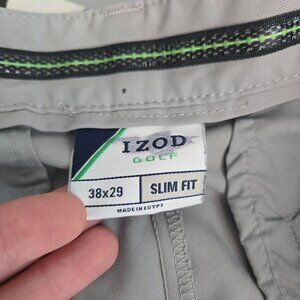 IZOD
GOLF
38x29 SLIM FIT
MADE IN EGYPT